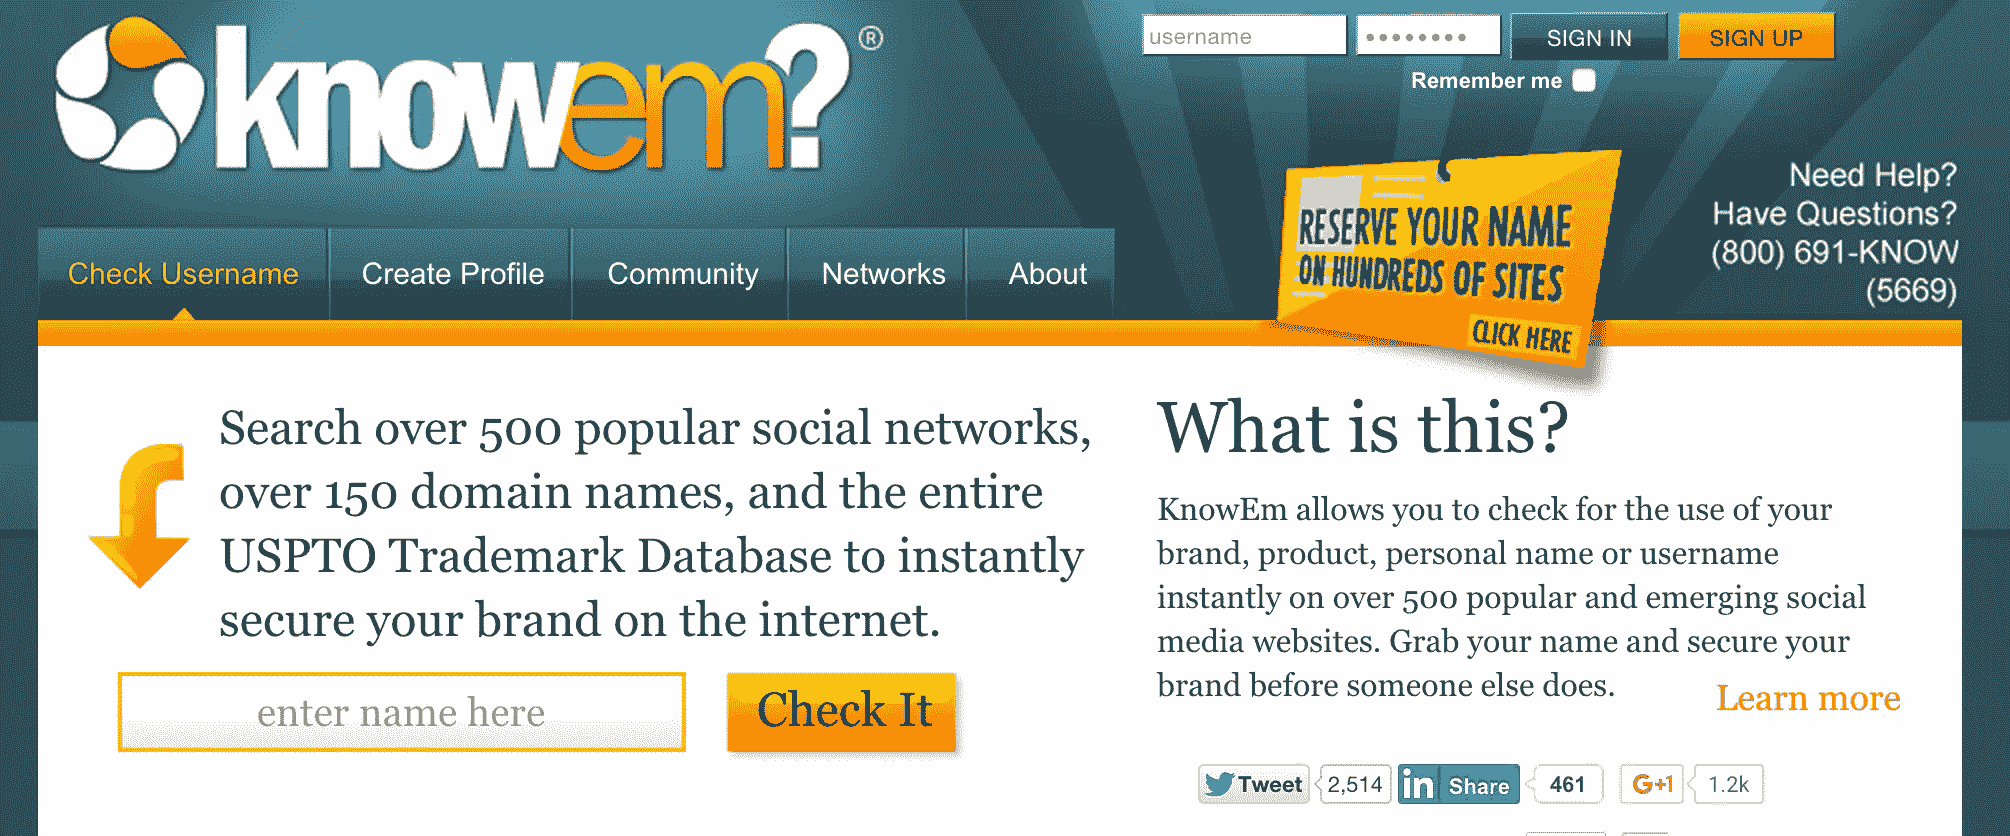 knowem?®
username
••••••••
SIGN IN
SIGN UP
Remember me
Need Help?
Have Questions?
(800) 691-KNOW
(5669)
RESERVE YOUR NAME
ON HUNDREDS OF SITES
CLICK HERE
Check Username
Create Profile
Community
Networks
About
Search over 500 popular social networks,
over 150 domain names, and the entire
USPTO Trademark Database to instantly
secure your brand on the internet.
enter name here
Check It
What is this?
KnowEm allows you to check for the use of your
brand, product, personal name or username
instantly on over 500 popular and emerging social
media websites. Grab your name and secure your
brand before someone else does.
Learn more
Tweet
2,514
in Share
461
G+1
1.2k